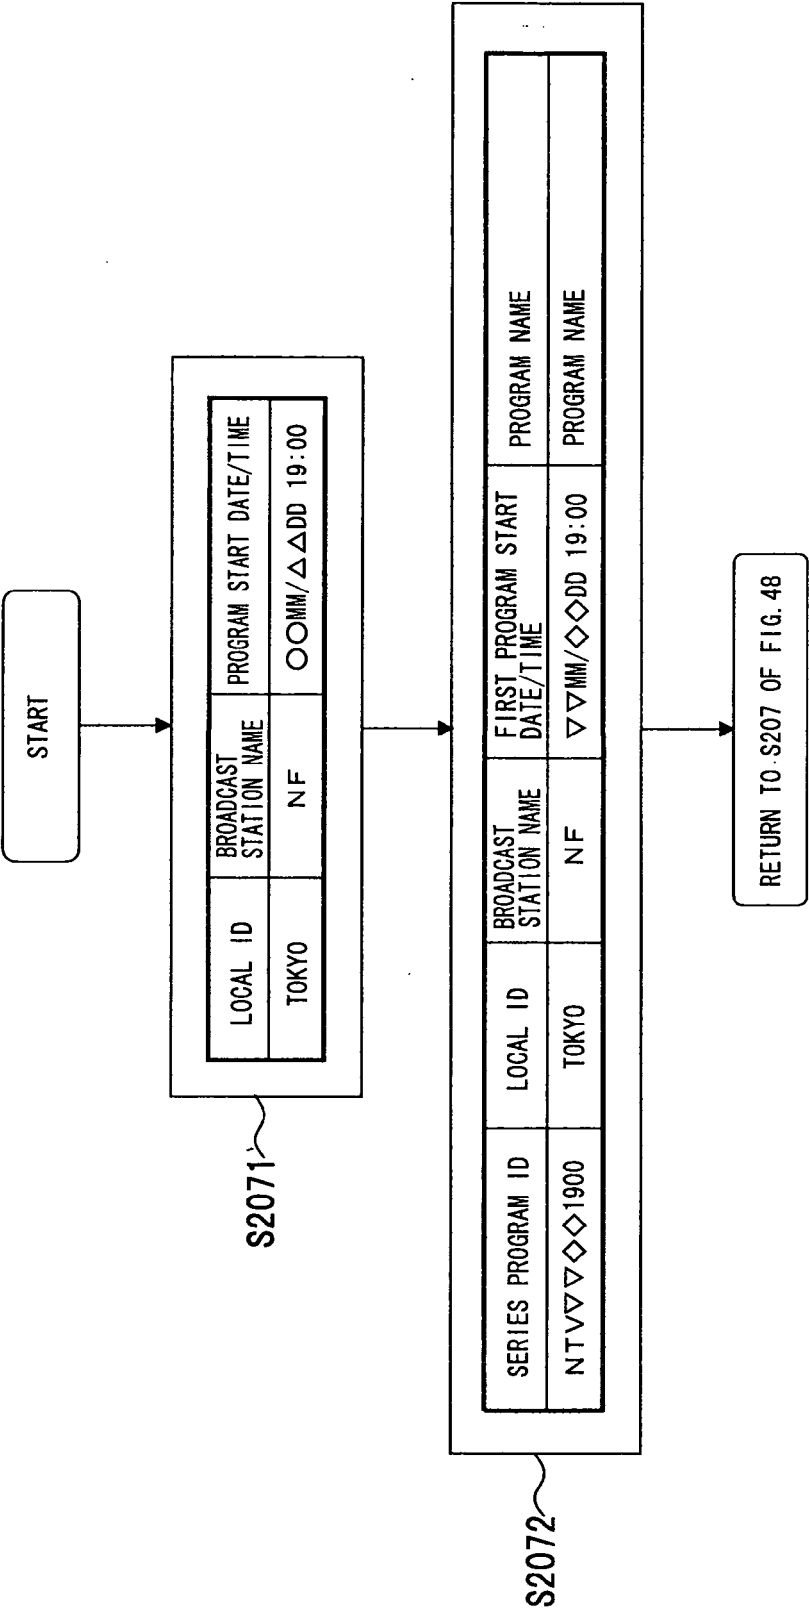 START
S2071
LOCAL ID
BROADCAST
STATION NAME
PROGRAM START DATE/TIME
TOKYO
NF
○○MM/△△DD 19:00
S2072
SERIES PROGRAM ID
LOCAL ID
BROADCAST
STATION NAME
FIRST PROGRAM START
DATE/TIME
PROGRAM NAME
NTV▽▽◇◇1900
TOKYO
NF
▽▽MM/◇◇DD 19:00
PROGRAM NAME
RETURN TO S207 OF FIG. 48